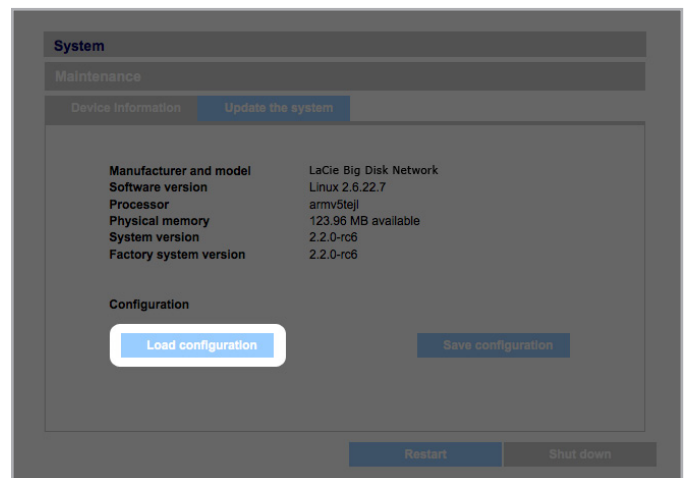 System
Maintenance
Device Information Update the system
Manufacturer and model LaCie Big Disk Network
Software version Linux 2.6.22.7
Processor armv5tejl
Physical memory 123.96 MB available
System version 2.2.0-rc6
Factory system version 2.2.0-rc6
Configuration
Load configuration Save configuration
Restart Shut down